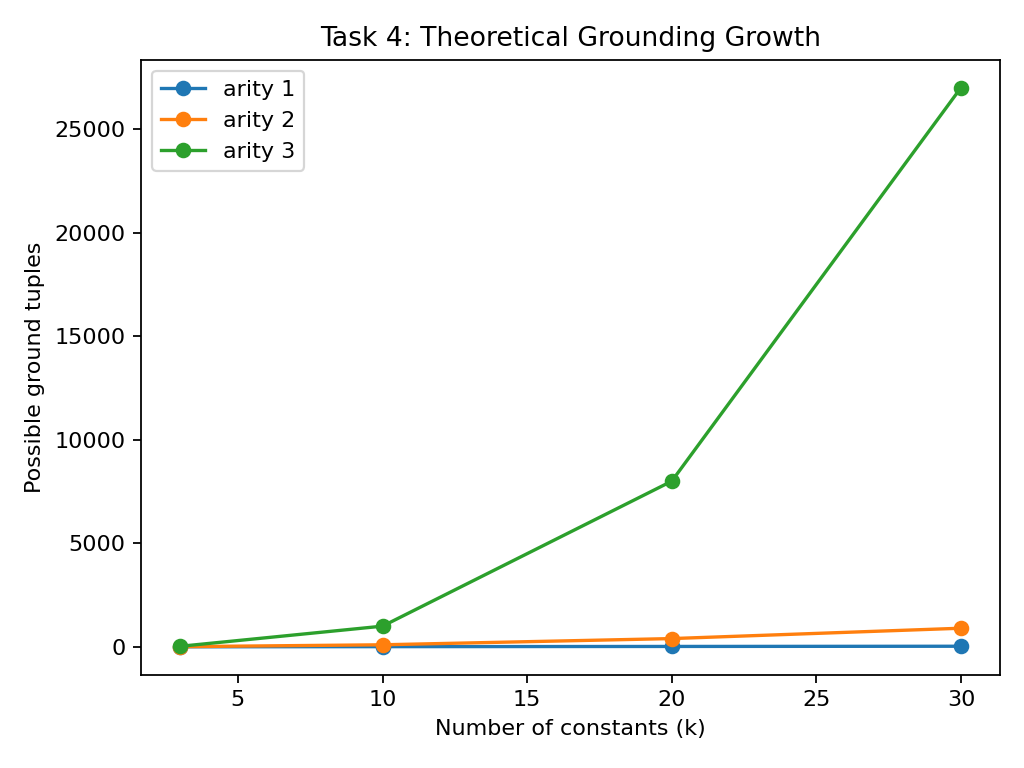 Task 4: Theoretical Grounding Growth
arity 1
arity 2
arity 3
Possible ground tuples
25000
20000
15000
10000
5000
0
5
10
15
20
25
30
Number of constants (k)